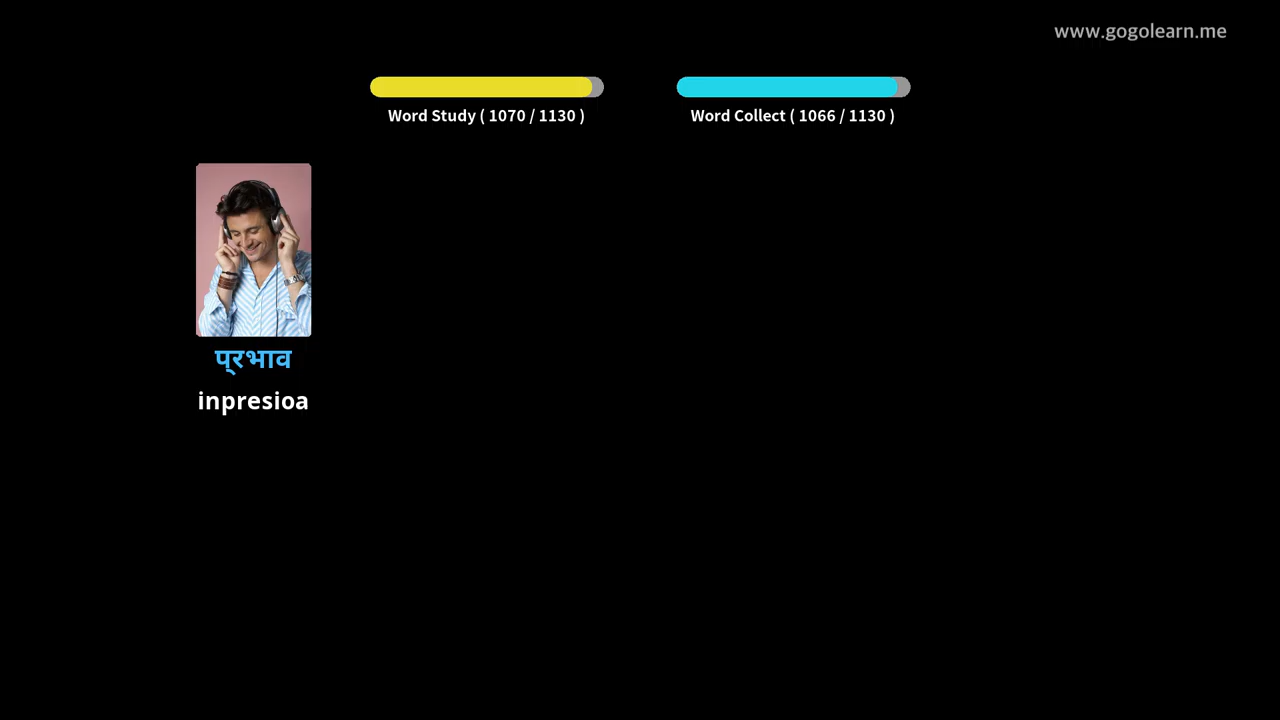 www.gogolearn.me
Word Study ( 1070 / 1130 )
Word Collect ( 1066 / 1130 )
प्रभाव
inpresioa